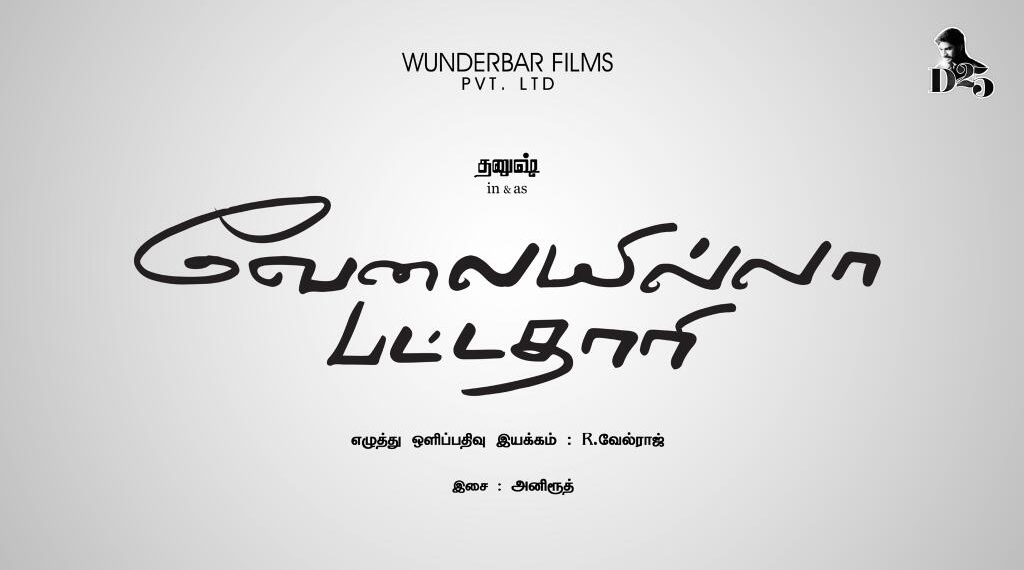 WUNDERBAR FILMS
PVT. LTD
D25
தனுஷ்
in & as
வேலையில்லா
பட்டதாரி
எழுத்து ஒளிப்பதிவு இயக்கம் : R.வேல்ராஜ்
இசை : அனிரூத்